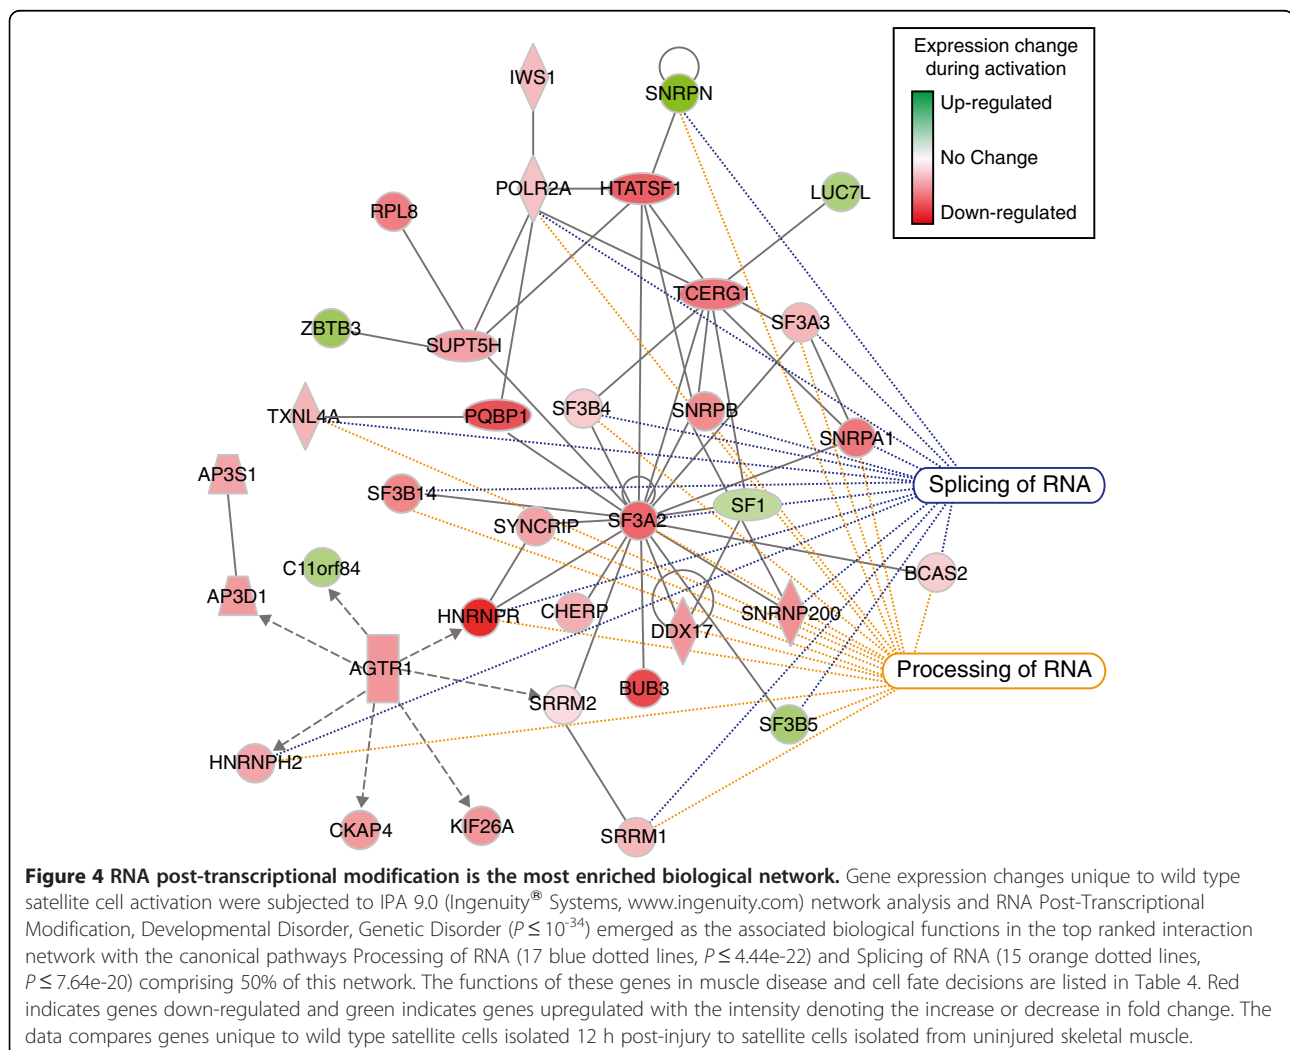 Expression change
during activation
Up-regulated
No Change
Down-regulated
IWS1
SNRPN
POLR2A
HTATSF1
LUC7L
RPL8
TCERG1
ZBTB3
SUPT5H
SF3A3
TXNL4A
PQBP1
SF3B4
SNRPB
SNRPA1
AP3S1
SF3B14
SYNCRIP
SF3A2
SF1
Splicing of RNA
C11orf84
BCAS2
AP3D1
HNRNPR
CHERP
DDX17
SNRNP200
AGTR1
BUB3
Processing of RNA
SRRM2
SF3B5
HNRNPH2
CKAP4
KIF26A
SRRM1
Figure 4 RNA post-transcriptional modification is the most enriched biological network. Gene expression changes unique to wild type
satellite cell activation were subjected to IPA 9.0 (Ingenuity® Systems, www.ingenuity.com) network analysis and RNA Post-Transcriptional
Modification, Developmental Disorder, Genetic Disorder (P ≤ 10⁻³⁴) emerged as the associated biological functions in the top ranked interaction
network with the canonical pathways Processing of RNA (17 blue dotted lines, P ≤ 4.44e-22) and Splicing of RNA (15 orange dotted lines,
P ≤ 7.64e-20) comprising 50% of this network. The functions of these genes in muscle disease and cell fate decisions are listed in Table 4. Red
indicates genes down-regulated and green indicates genes upregulated with the intensity denoting the increase or decrease in fold change. The
data compares genes unique to wild type satellite cells isolated 12 h post-injury to satellite cells isolated from uninjured skeletal muscle.